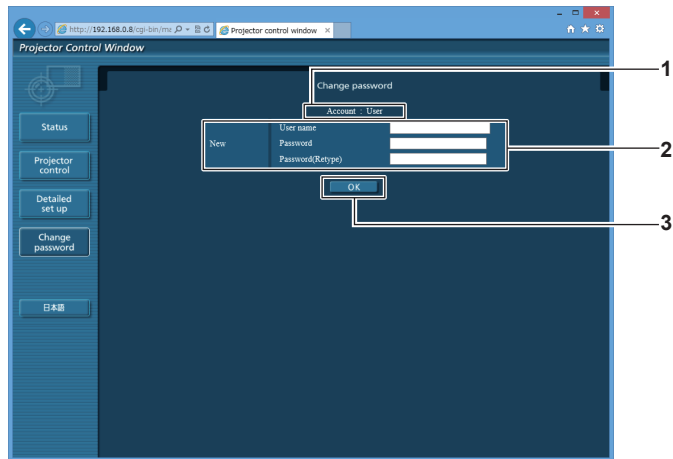 http://192.168.0.8/cgi-bin/ma
Projector control window
Projector Control Window
Change password
1
Account : User
Status
New
User name
Password
Password(Retype)
2
Projector
control
OK
Detailed
set up
3
Change
password
日本語